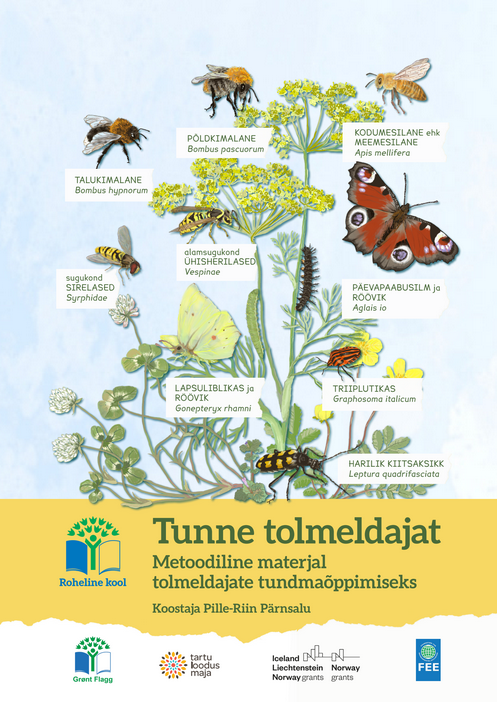 PÕLDKIMALANE
Bombus pascuorum
KODUMESILANE ehk
MEEMESILANE
Apis mellifera
TALUKIMALANE
Bombus hypnorum
alamsugukond
ÜHISHERILASED
Vespinae
sugukond
SIRELASED
Syrphidae
PÄEVAPAABUSILM ja
RÖÖVIK
Aglais io
LAPSULIBLIKAS ja
RÖÖVIK
Gonepteryx rhamni
TRIIPLUTIKAS
Graphosoma italicum
HARILIK KIITSAKSIKK
Leptura quadrifasciata
Roheline kool
Tunne tolmeldajat
Metoodiline materjal
tolmeldajate tundmaõppimiseks
Koostaja Pille-Riin Pärnsalu
Grønt Flagg
tartu
loodus
maja
Iceland
Liechtenstein
Norway grants
Norway
grants
FEE